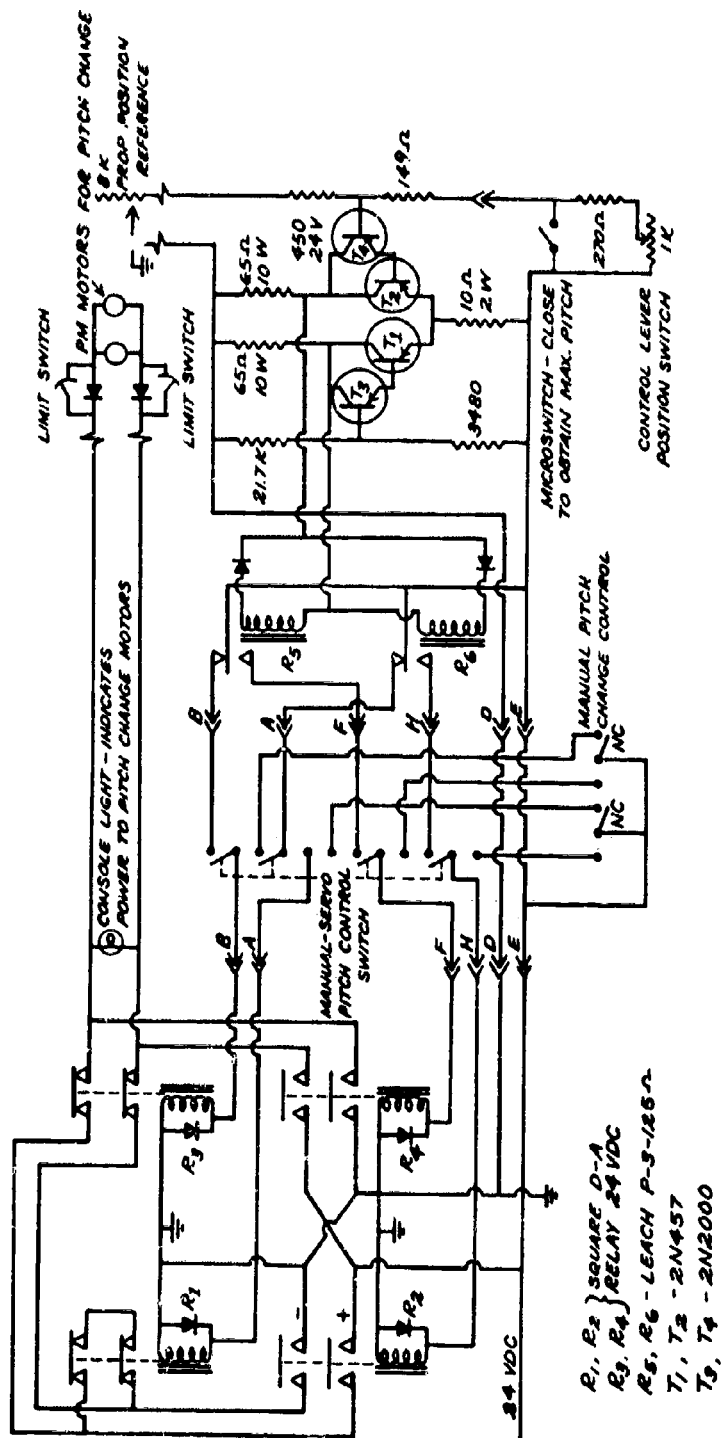 LIMIT SWITCH
PM MOTORS FOR PITCH CHANGE
8 K
PROP POSITION
REFERENCE
CONSOLE LIGHT - INDICATES
POWER TO PITCH CHANGE MOTORS
LIMIT SWITCH
65Ω
10W
65Ω
10W
450
24V
21.7K
T3
T1
T2
T4
149Ω
3480
10Ω
2W
270Ω
1K
MICROSWITCH - CLOSE
TO OBTAIN MAX. PITCH
CONTROL LEVER
POSITION SWITCH
R5
R6
B
A
F
H
D
E
MANUAL PITCH
CHANGE CONTROL
NC
NC
MANUAL-SERVO
PITCH CONTROL
SWITCH
B
A
F
H
D
E
R3
R4
R1
R2
-
+
24 VDC
R1, R2 } SQUARE D-A
R3, R4 } RELAY 24 VDC
R5, R6 - LEACH P-3-125Ω
T1, T2 - 2N457
T3, T4 - 2N2000